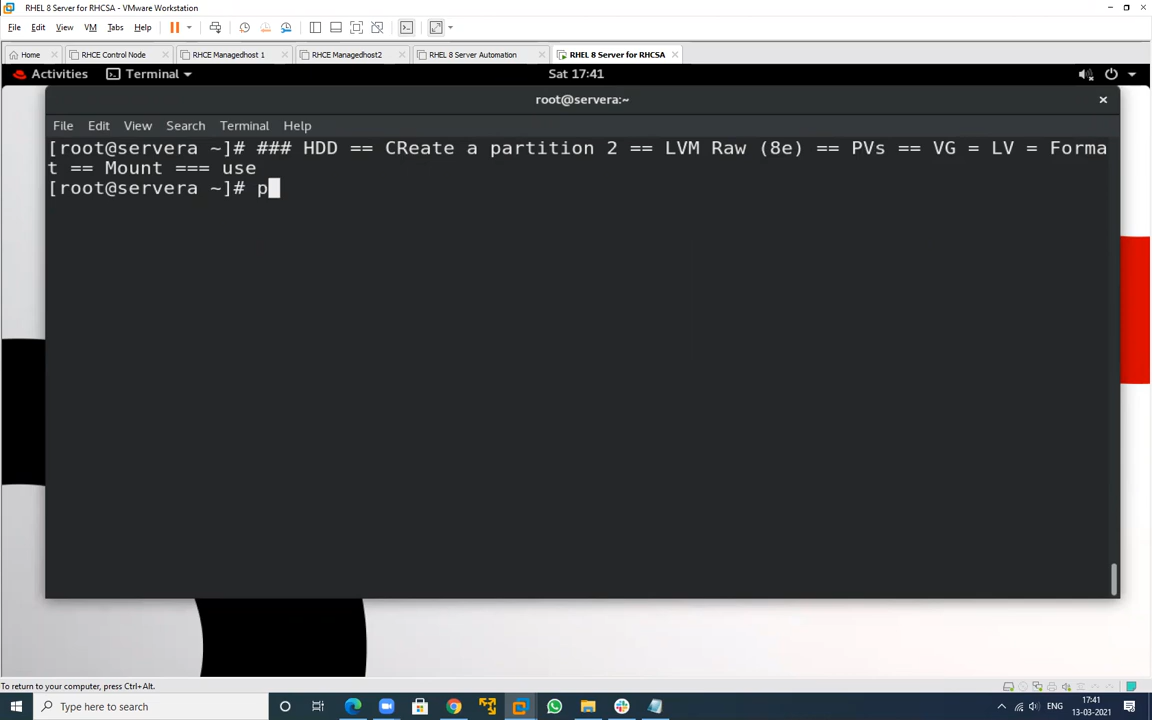 RHEL 8 Server for RHCSA - VMware Workstation
File Edit View VM Tabs Help
Home RHCE Control Node RHCE Managedhost 1 RHCE Managedhost2 RHEL 8 Server Automation RHEL 8 Server for RHCSA
Activities Terminal Sat 17:41
root@servera:~
File Edit View Search Terminal Help
[root@servera ~]# ### HDD == CReate a partition 2 == LVM Raw (8e) == PVs == VG = LV = Forma
t == Mount === use
[root@servera ~]# p
To return to your computer, press Ctrl+Alt.
Type here to search
ENG
17:41
13-03-2021